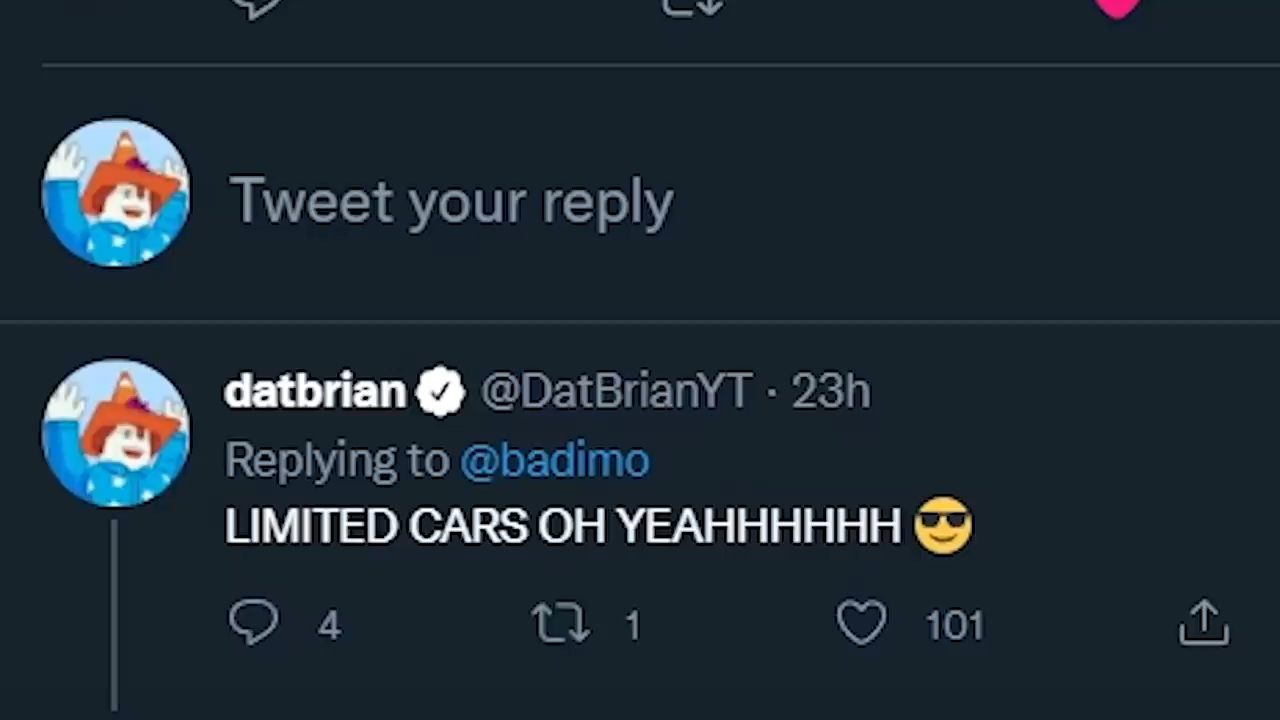 Tweet your reply
datbrian @DatBrianYT · 23h
Replying to @badimo
LIMITED CARS OH YEAHHHHHH 😎
4 1 101